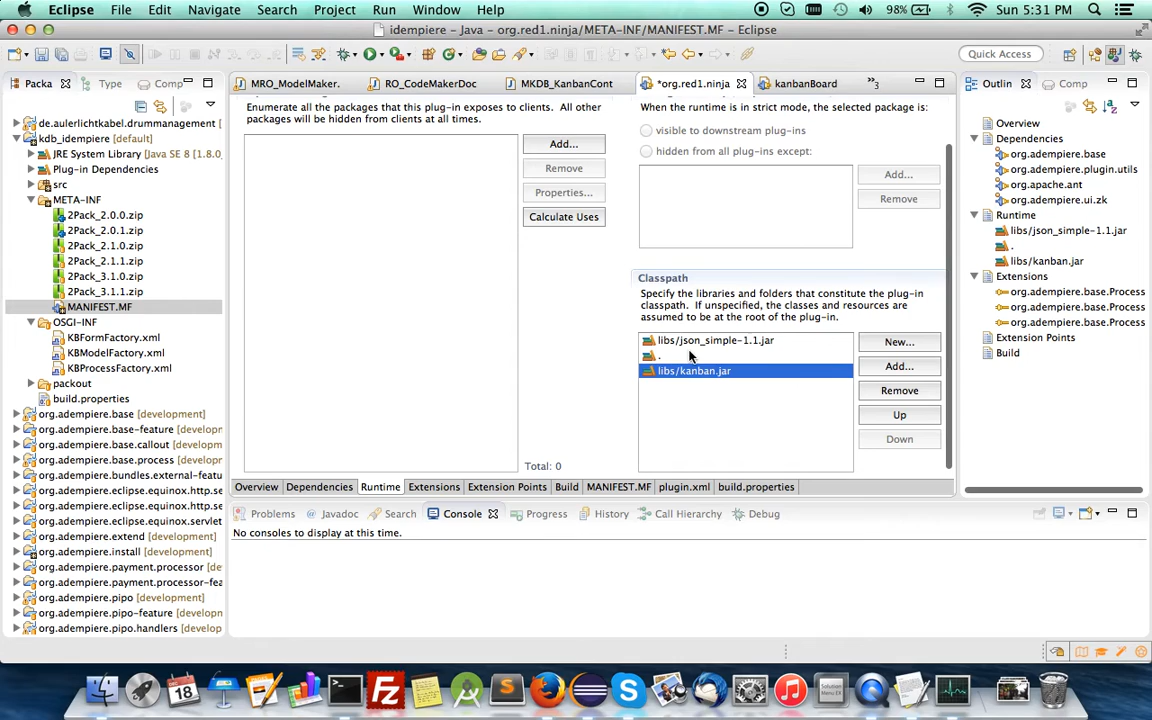 Eclipse File Edit Navigate Search Project Run Window Help 98% Sun 5:31 PM
idempiere - Java - org.red1.ninja/META-INF/MANIFEST.MF - Eclipse
Quick Access
Packa Type Comp
MRO_ModelMaker. RO_CodeMakerDoc MKDB_KanbanCont *org.red1.ninja kanbanBoard »3
Outlin Comp
de.aulerlichtkabel.drummanagement
kdb_idempiere [default]
JRE System Library [Java SE 8 [1.8.0
Plug-in Dependencies
src
META-INF
2Pack_2.0.0.zip
2Pack_2.0.1.zip
2Pack_2.1.0.zip
2Pack_2.1.1.zip
2Pack_3.1.0.zip
2Pack_3.1.1.zip
MANIFEST.MF
OSGI-INF
KBFormFactory.xml
KBModelFactory.xml
KBProcessFactory.xml
packout
build.properties
org.adempiere.base [development]
org.adempiere.base-feature [develop
org.adempiere.base.callout [develop
org.adempiere.base.process [develop
org.adempiere.bundles.external-featu
org.adempiere.eclipse.equinox.http.se
org.adempiere.eclipse.equinox.http.se
org.adempiere.eclipse.equinox.servlet
org.adempiere.extend [development]
org.adempiere.install [development]
org.adempiere.payment.processor [d
org.adempiere.payment.processor-fea
org.adempiere.pipo [development]
org.adempiere.pipo-feature [develop
org.adempiere.pipo.handlers [develop
Enumerate all the packages that this plug-in exposes to clients. All other
packages will be hidden from clients at all times.
Add...
Remove
Properties...
Calculate Uses
Total: 0
When the runtime is in strict mode, the selected package is:
visible to downstream plug-ins
hidden from all plug-ins except:
Add...
Remove
Classpath
Specify the libraries and folders that constitute the plug-in
classpath. If unspecified, the classes and resources are
assumed to be at the root of the plug-in.
libs/json_simple-1.1.jar
.
libs/kanban.jar
New...
Add...
Remove
Up
Down
Overview Dependencies Runtime Extensions Extension Points Build MANIFEST.MF plugin.xml build.properties
Overview
Dependencies
org.adempiere.base
org.adempiere.plugin.utils
org.apache.ant
org.adempiere.ui.zk
Runtime
libs/json_simple-1.1.jar
.
libs/kanban.jar
Extensions
org.adempiere.base.Process
org.adempiere.base.Process
org.adempiere.base.Process
Extension Points
Build
Problems Javadoc Search Console Progress History Call Hierarchy Debug
No consoles to display at this time.
DEC
18